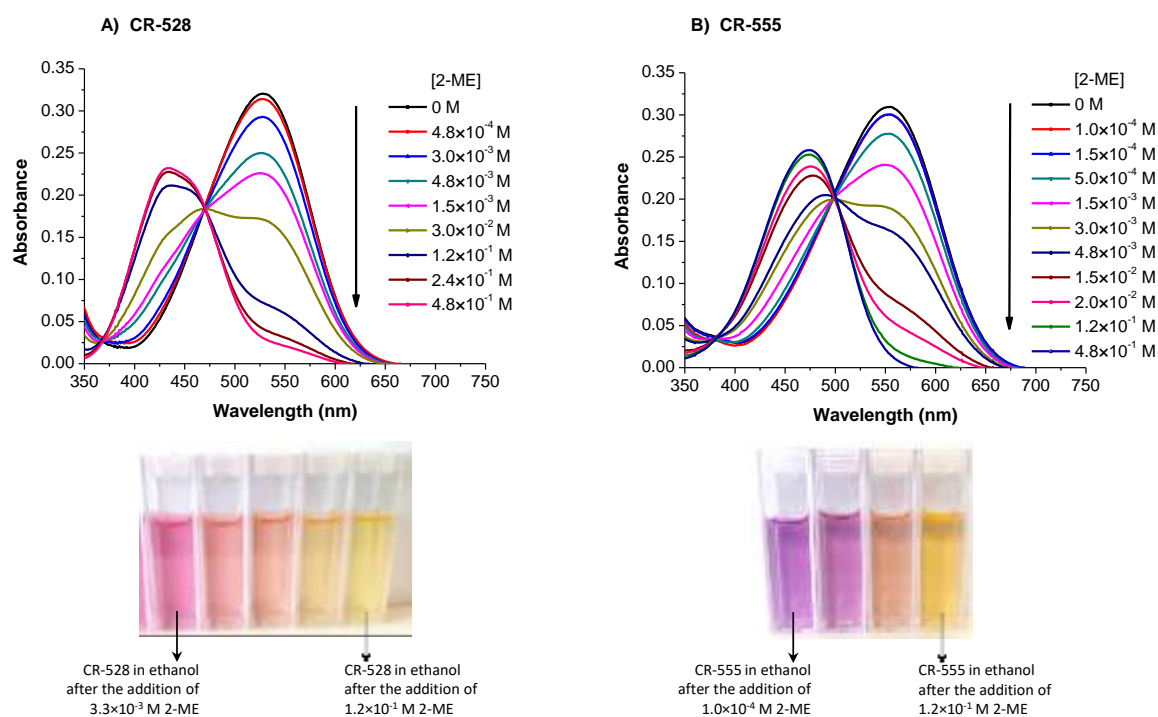 A) CR-528
0.35
0.30
0.25
0.20
0.15
0.10
0.05
0.00
Absorbance
350 400 450 500 550 600 650 700 750
Wavelength (nm)
[2-ME]
0 M
4.8×10⁻⁴ M
3.0×10⁻³ M
4.8×10⁻³ M
1.5×10⁻³ M
3.0×10⁻² M
1.2×10⁻¹ M
2.4×10⁻¹ M
4.8×10⁻¹ M
B) CR-555
0.35
0.30
0.25
0.20
0.15
0.10
0.05
0.00
Absorbance
350 400 450 500 550 600 650 700 750
Wavelength (nm)
[2-ME]
0 M
1.0×10⁻⁴ M
1.5×10⁻⁴ M
5.0×10⁻⁴ M
1.5×10⁻³ M
3.0×10⁻³ M
4.8×10⁻³ M
1.5×10⁻² M
2.0×10⁻² M
1.2×10⁻¹ M
4.8×10⁻¹ M
CR-528 in ethanol
after the addition of
3.3×10⁻³ M 2-ME
CR-528 in ethanol
after the addition of
1.2×10⁻¹ M 2-ME
CR-555 in ethanol
after the addition of
1.0×10⁻⁴ M 2-ME
CR-555 in ethanol
after the addition of
1.2×10⁻¹ M 2-ME